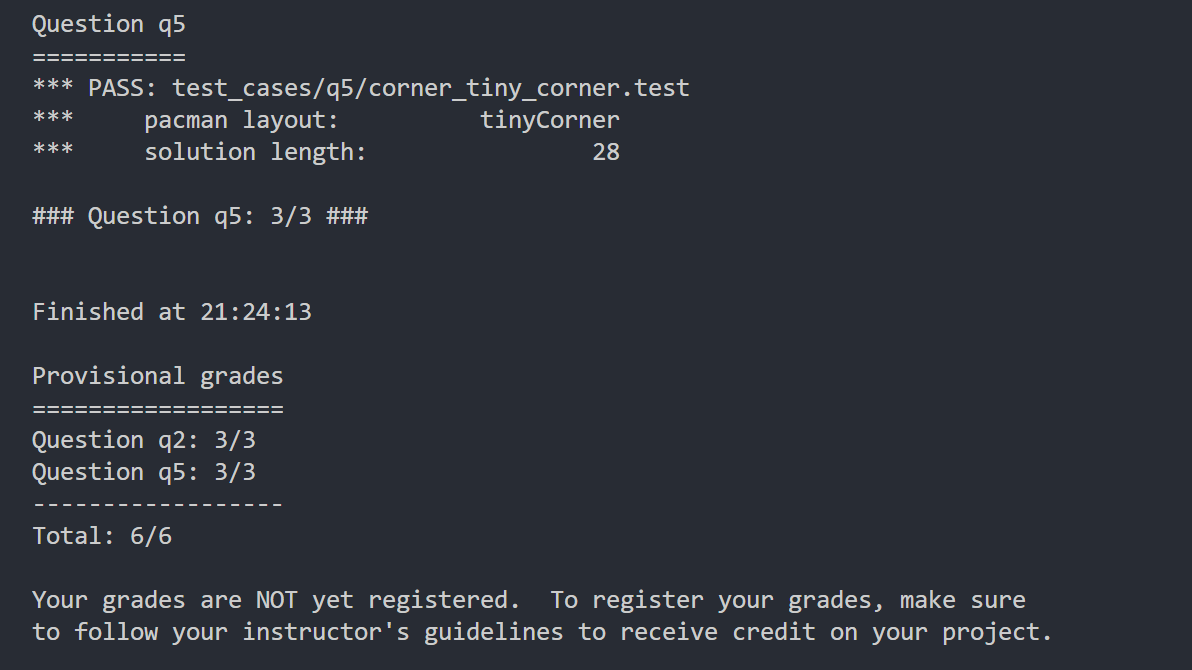 Question q5
===========
*** PASS: test_cases/q5/corner_tiny_corner.test
***     pacman layout:          tinyCorner
***     solution length:                28
### Question q5: 3/3 ###
Finished at 21:24:13
Provisional grades
==================
Question q2: 3/3
Question q5: 3/3
------------------
Total: 6/6
Your grades are NOT yet registered.  To register your grades, make sure
to follow your instructor's guidelines to receive credit on your project.